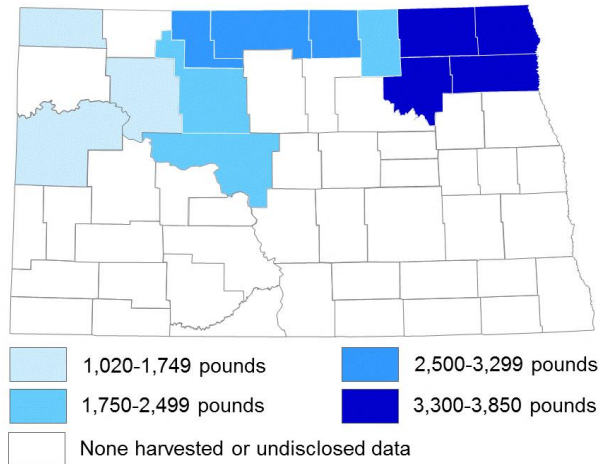 1,020-1,749 pounds
2,500-3,299 pounds
1,750-2,499 pounds
3,300-3,850 pounds
None harvested or undisclosed data